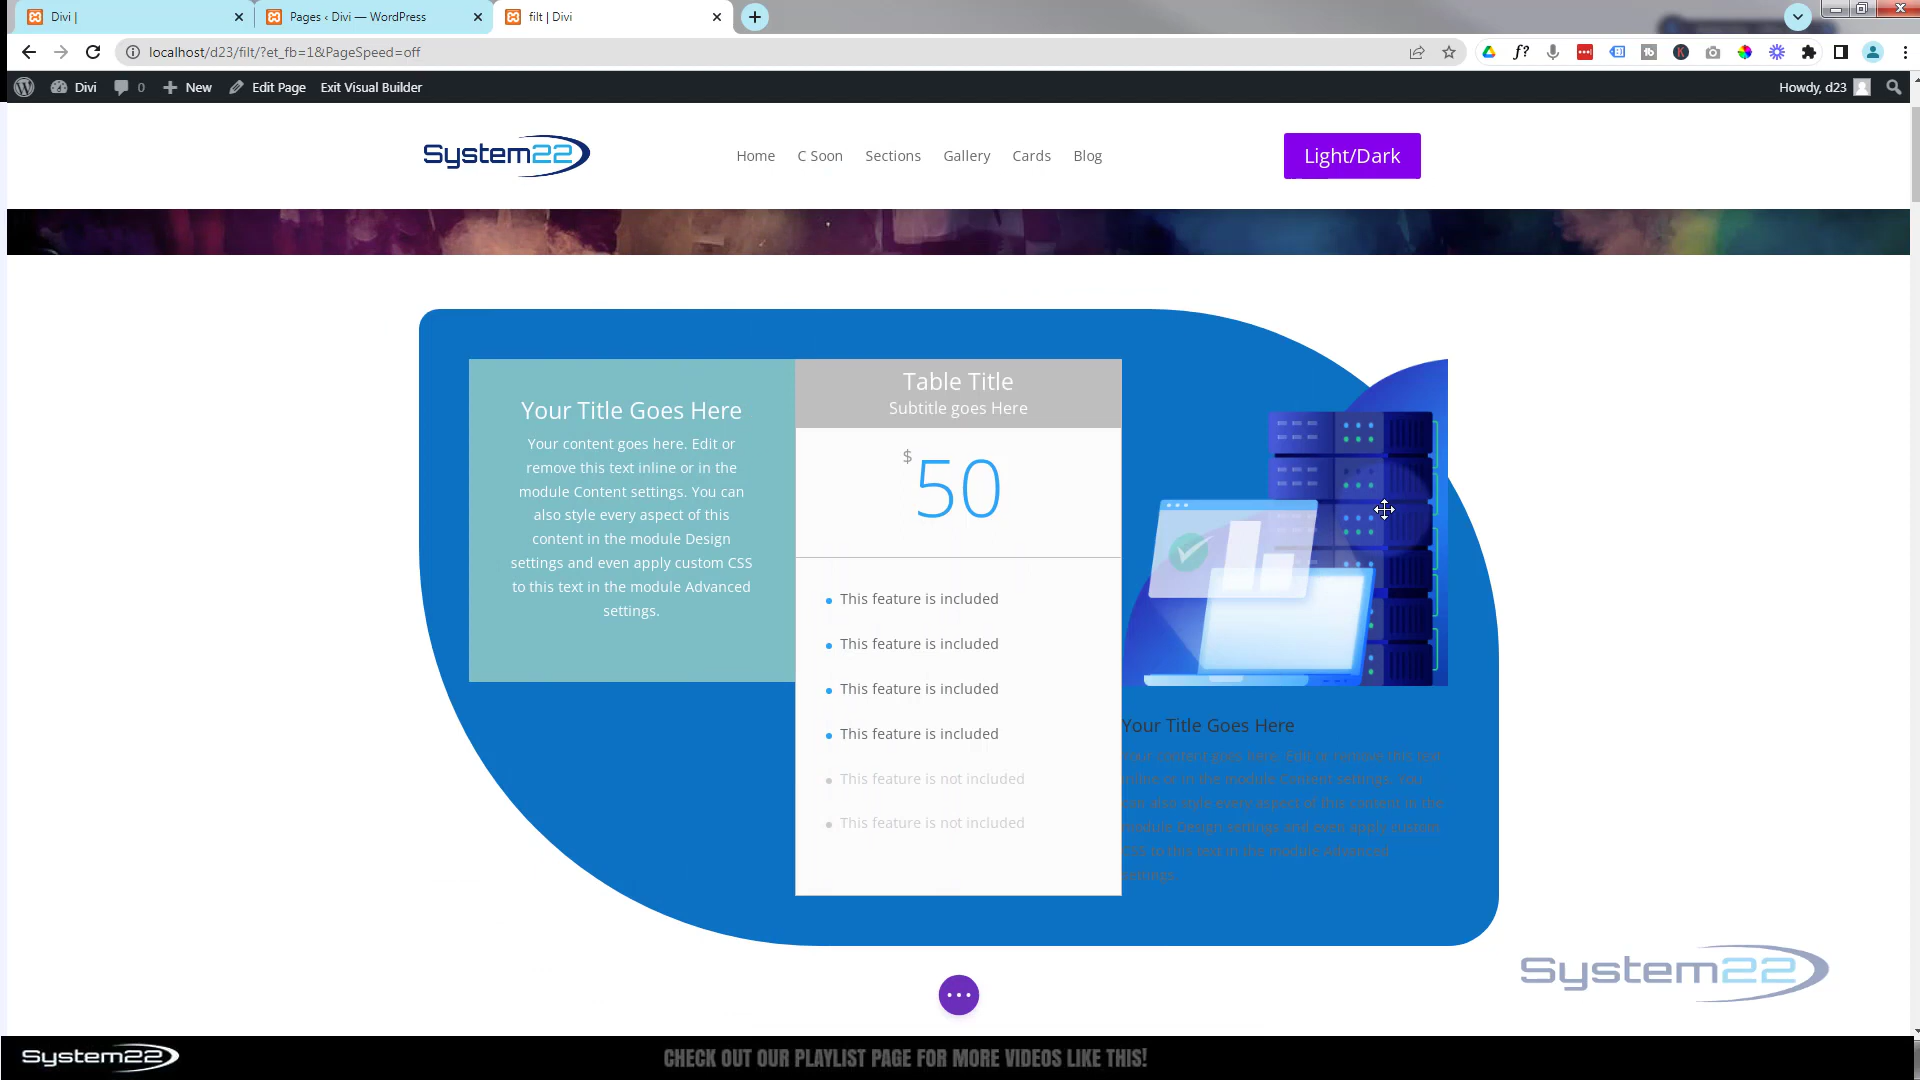 Divi |
Pages ‹ Divi — WordPress
filt | Divi
localhost/d23/filt/?et_fb=1&PageSpeed=off
Divi
0
New
Edit Page
Exit Visual Builder
Howdy, d23
System22
Home
C Soon
Sections
Gallery
Cards
Blog
Light/Dark
Your Title Goes Here
Your content goes here. Edit or
remove this text inline or in the
module Content settings. You can
also style every aspect of this
content in the module Design
settings and even apply custom CSS
to this text in the module Advanced
settings.
Table Title
Subtitle goes Here
$
50
This feature is included
This feature is included
This feature is included
This feature is included
This feature is not included
This feature is not included
Your Title Goes Here
Your content goes here. Edit or remove this text
inline or in the module Content settings. You
can also style every aspect of this content in the
module Design settings and even apply custom
CSS to this text in the module Advanced
settings.
System22
System22
CHECK OUT OUR PLAYLIST PAGE FOR MORE VIDEOS LIKE THIS!